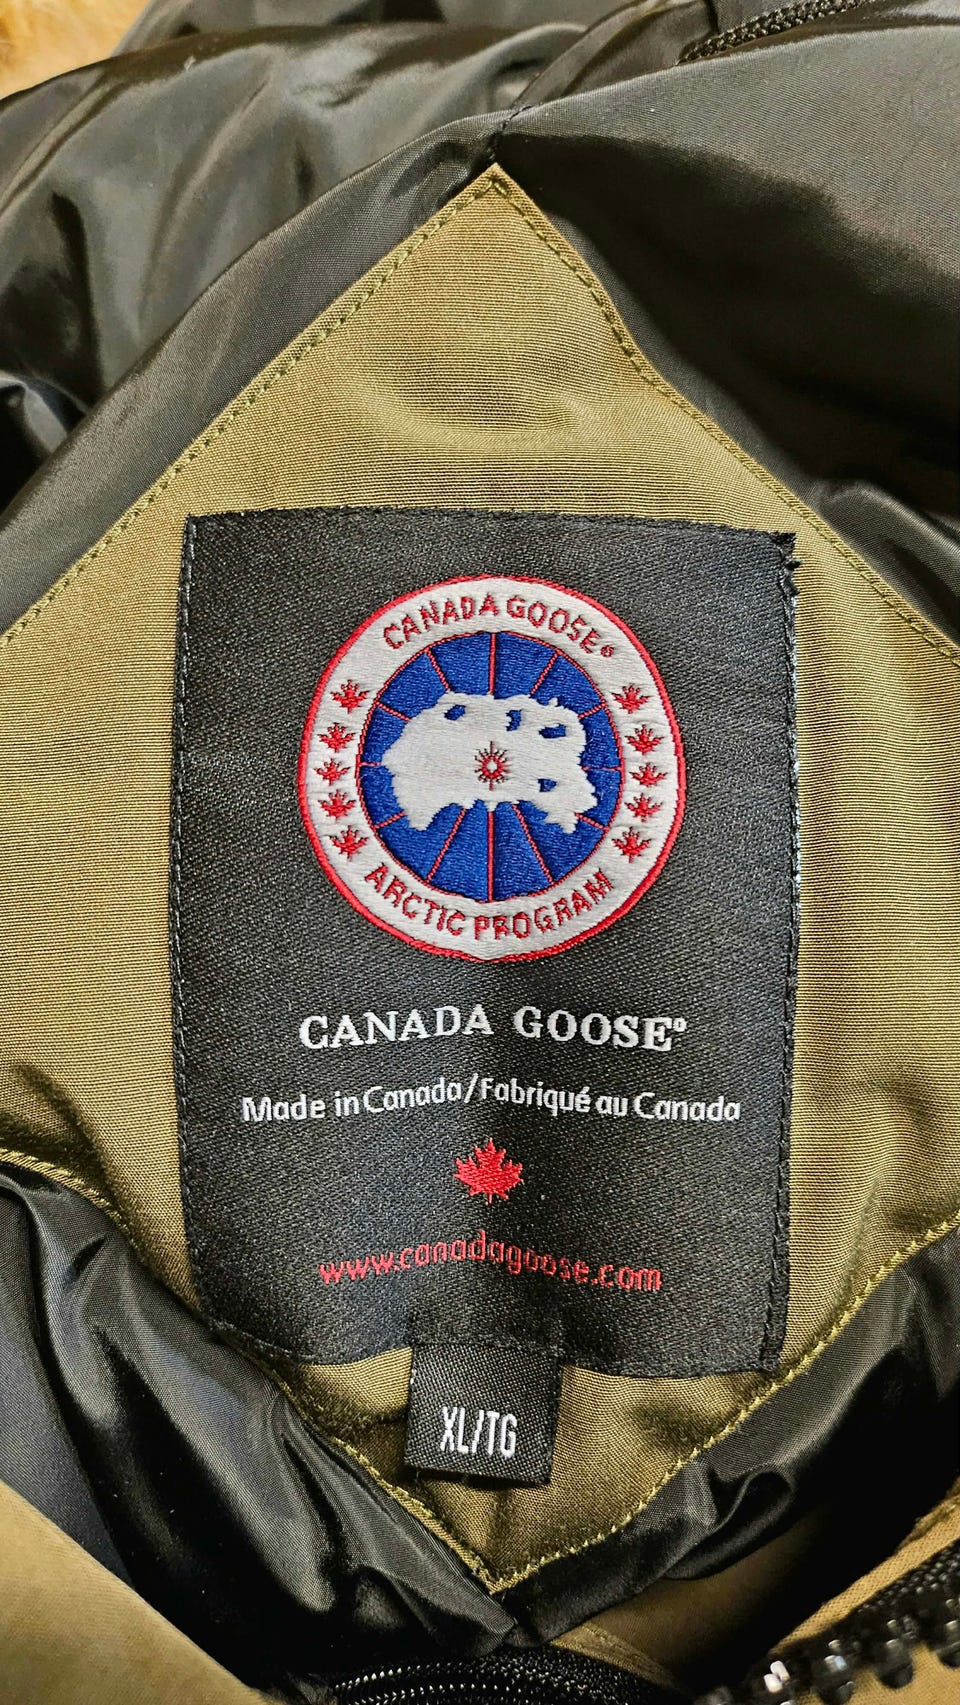 CANADA GOOSE®
ARCTIC PROGRAM
CANADA GOOSE®
Made in Canada/Fabriqué au Canada
www.canadagoose.com
XL/TG